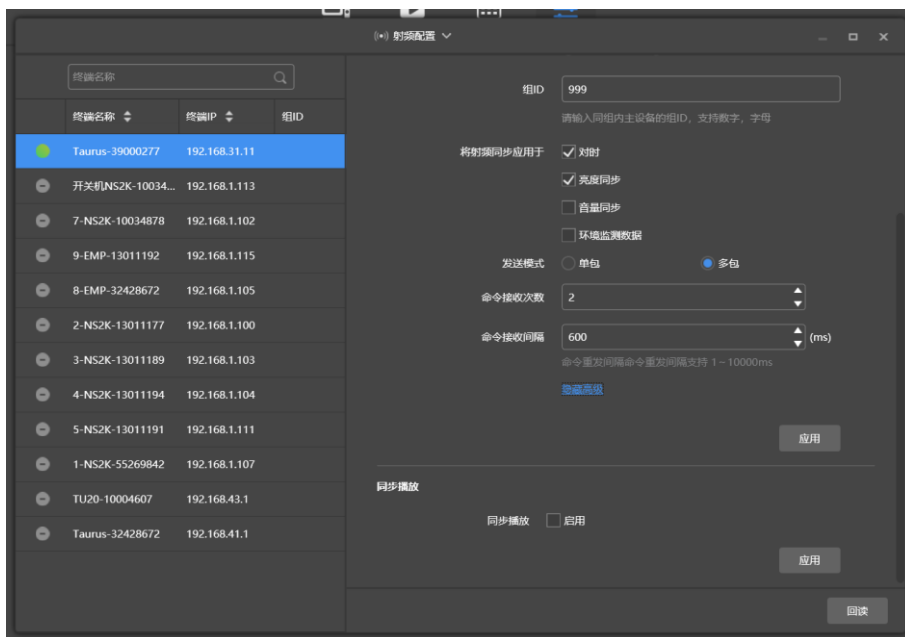 射频配置
终端名称
终端名称 终端IP 组ID
Taurus-39000277 192.168.31.11
开关机NS2K-10034... 192.168.1.113
7-NS2K-10034878 192.168.1.102
9-EMP-13011192 192.168.1.115
8-EMP-32428672 192.168.1.105
2-NS2K-13011177 192.168.1.100
3-NS2K-13011189 192.168.1.103
4-NS2K-13011194 192.168.1.104
5-NS2K-13011191 192.168.1.111
1-NS2K-55269842 192.168.1.107
TU20-10004607 192.168.43.1
Taurus-32428672 192.168.41.1
组ID 999
请输入同组内主设备的组ID，支持数字，字母
将射频同步应用于 对时
亮度同步
音量同步
环境监测数据
发送模式 单包 多包
命令接收次数 2
命令接收间隔 600 (ms)
命令重发间隔命令重发间隔支持 1~10000ms
隐藏高级
应用
同步播放
同步播放 启用
应用
回读